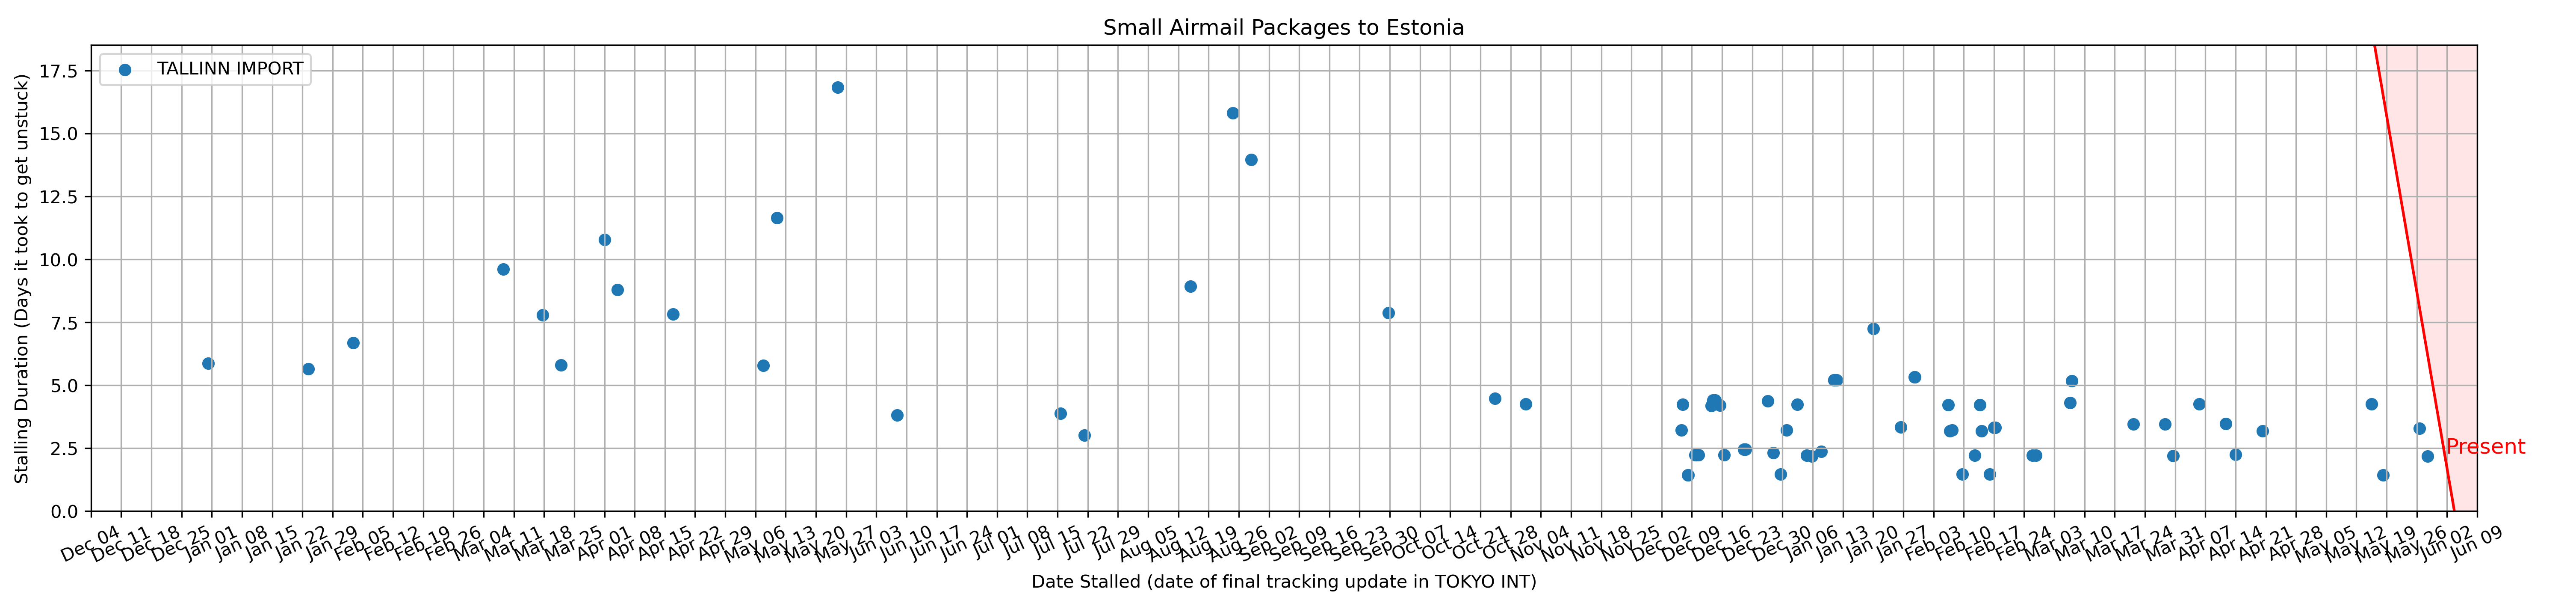 Small Airmail Packages to Estonia
TALLINN IMPORT
Stalling Duration (Days it took to get unstuck)
17.5
15.0
12.5
10.0
7.5
5.0
2.5
0.0
Present
Dec 04 Dec 11 Dec 18 Dec 25 Jan 01 Jan 08 Jan 15 Jan 22 Jan 29 Feb 05 Feb 12 Feb 19 Feb 26 Mar 04 Mar 11 Mar 18 Mar 25 Apr 01 Apr 08 Apr 15 Apr 22 Apr 29 May 06 May 13 May 20 May 27 Jun 03 Jun 10 Jun 17 Jun 24 Jul 01 Jul 08 Jul 15 Jul 22 Jul 29 Aug 05 Aug 12 Aug 19 Aug 26 Sep 02 Sep 09 Sep 16 Sep 23 Sep 30 Oct 07 Oct 14 Oct 21 Oct 28 Nov 04 Nov 11 Nov 18 Nov 25 Dec 02 Dec 09 Dec 16 Dec 23 Dec 30 Jan 06 Jan 13 Jan 20 Jan 27 Feb 03 Feb 10 Feb 17 Feb 24 Mar 03 Mar 10 Mar 17 Mar 24 Mar 31 Apr 07 Apr 14 Apr 21 Apr 28 May 05 May 12 May 19 May 26 Jun 02 Jun 09
Date Stalled (date of final tracking update in TOKYO INT)